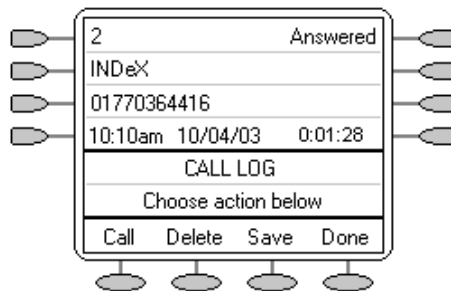 2 Answered
INDeX
01770364416
10:10am 10/04/03 0:01:28
CALL LOG
Choose action below
Call Delete Save Done